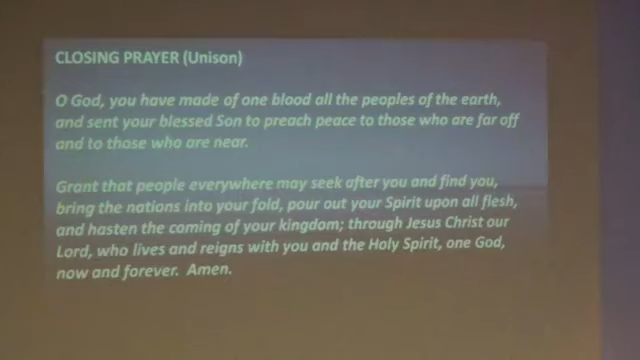 CLOSING PRAYER (Unison)
O God, you have made of one blood all the peoples of the earth,
and sent your blessed Son to preach peace to those who are far off
and to those who are near.
Grant that people everywhere may seek after you and find you,
bring the nations into your fold, pour out your Spirit upon all flesh,
and hasten the coming of your kingdom; through Jesus Christ our
Lord, who lives and reigns with you and the Holy Spirit, one God,
now and forever.  Amen.